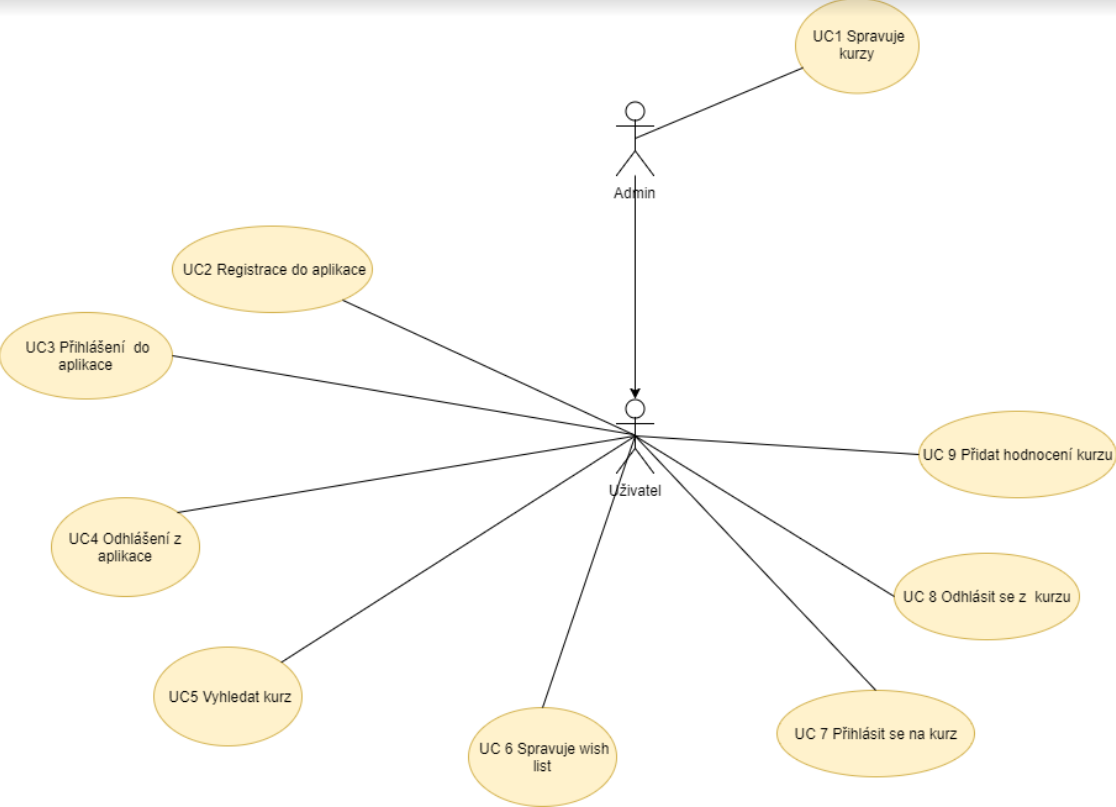 UC1 Spravuje
kurzy
Admin
UC2 Registrace do aplikace
UC3 Přihlášení  do
aplikace
Uživatel
UC 9 Přidat hodnocení kurzu
UC4 Odhlášení z
aplikace
UC 8 Odhlásit se z  kurzu
UC5 Vyhledat kurz
UC 6 Spravuje wish
list
UC 7 Přihlásit se na kurz